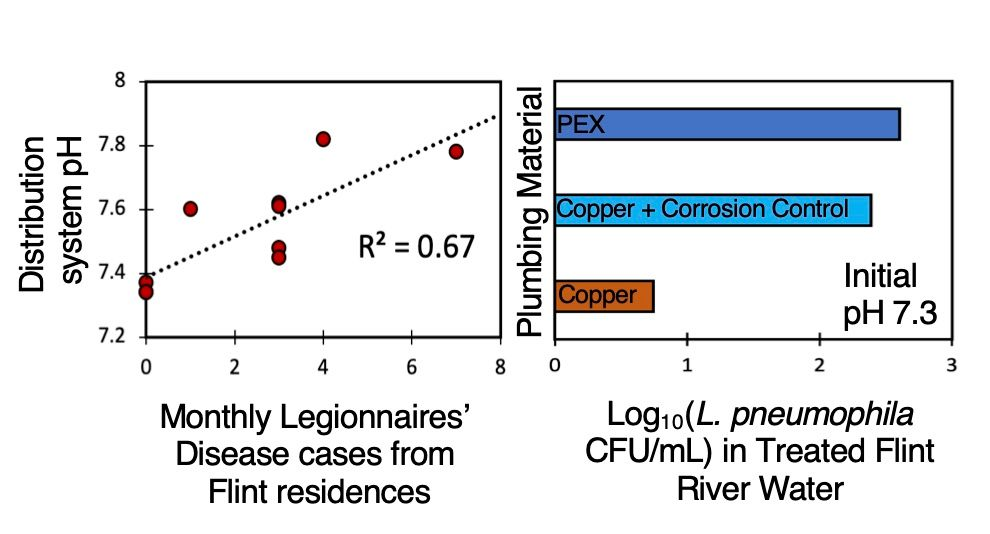 Distribution
system pH
8
7.8
7.6
7.4
7.2
0 2 4 6 8
R² = 0.67
Monthly Legionnaires’
Disease cases from
Flint residences
Plumbing Material
PEX
Copper + Corrosion Control
Copper
Initial
pH 7.3
0 1 2 3
Log₁₀(L. pneumophila
CFU/mL) in Treated Flint
River Water